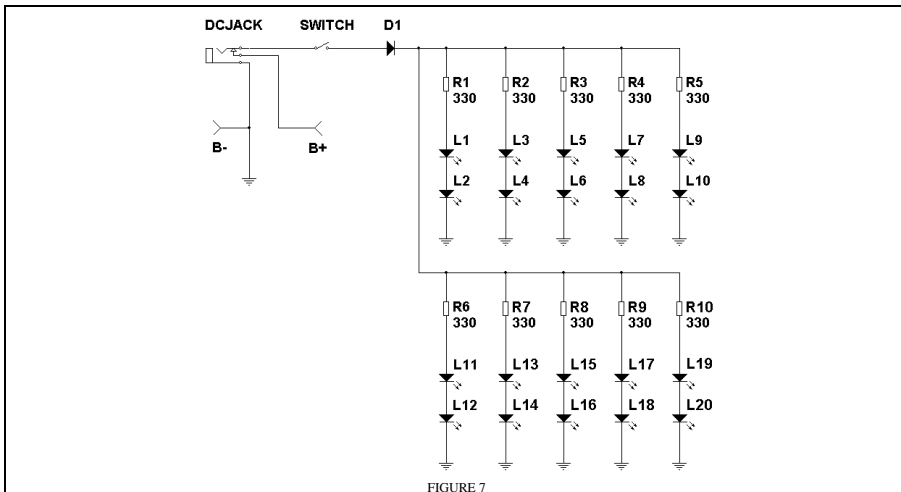 DCJACK SWITCH D1
R1 R2 R3 R4 R5
330 330 330 330 330
L1 L3 L5 L7 L9
B- B+
L2 L4 L6 L8 L10
R6 R7 R8 R9 R10
330 330 330 330 330
L11 L13 L15 L17 L19
L12 L14 L16 L18 L20
FIGURE 7